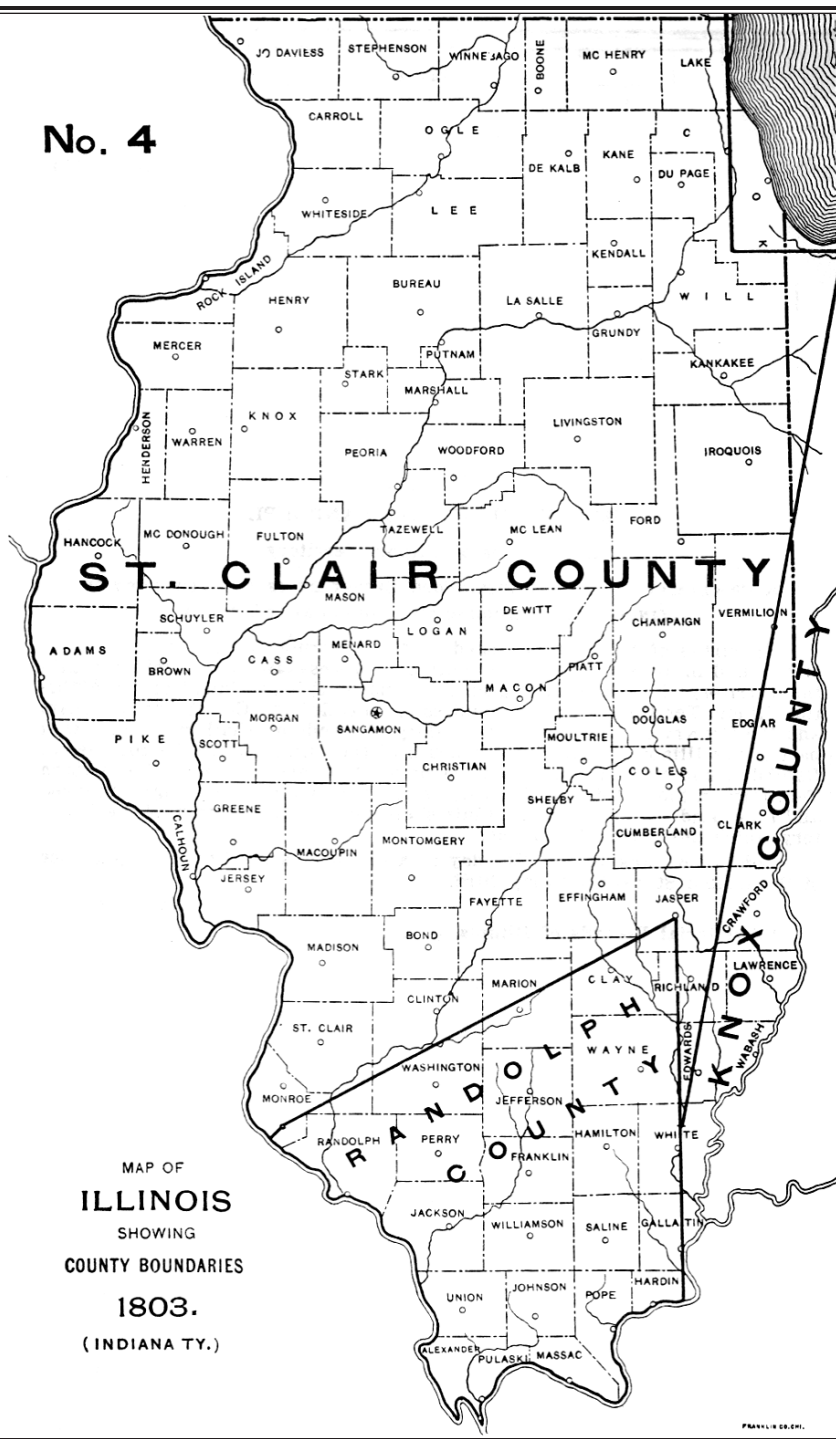 No. 4
JO DAVIESS
STEPHENSON
WINNEBAGO
BOONE
MC HENRY
LAKE
CARROLL
OGLE
DE KALB
KANE
COOK
DU PAGE
WHITESIDE
LEE
KENDALL
ROCK ISLAND
HENRY
BUREAU
LA SALLE
WILL
GRUNDY
MERCER
PUTNAM
STARK
KANKAKEE
MARSHALL
HENDERSON
WARREN
KNOX
PEORIA
WOODFORD
LIVINGSTON
IROQUOIS
HANCOCK
MC DONOUGH
FULTON
TAZEWELL
MC LEAN
FORD
ST. CLAIR COUNTY
MASON
SCHUYLER
LOGAN
DE WITT
CHAMPAIGN
VERMILION
ADAMS
BROWN
CASS
MENARD
PIATT
MACON
PIKE
SCOTT
MORGAN
SANGAMON
DOUGLAS
EDGAR
MOULTRIE
CHRISTIAN
COLES
SHELBY
CALHOUN
GREENE
MACOUPIN
MONTOMGERY
CUMBERLAND
CLARK
JERSEY
FAYETTE
EFFINGHAM
JASPER
CRAWFORD
MADISON
BOND
CLAY
RICHLAND
LAWRENCE
KNOX COUNTY
MARION
CLINTON
ST. CLAIR
WASHINGTON
WAYNE
EDWARDS
WABASH
MONROE
JEFFERSON
RANDOLPH
COUNTY
RANDOLPH
PERRY
FRANKLIN
HAMILTON
WHITE
JACKSON
WILLIAMSON
SALINE
GALLATIN
UNION
JOHNSON
POPE
HARDIN
ALEXANDER
PULASKI
MASSAC
MAP OF
ILLINOIS
SHOWING
COUNTY BOUNDARIES
1803.
(INDIANA TY.)
FRANKLIN CO. CHI.